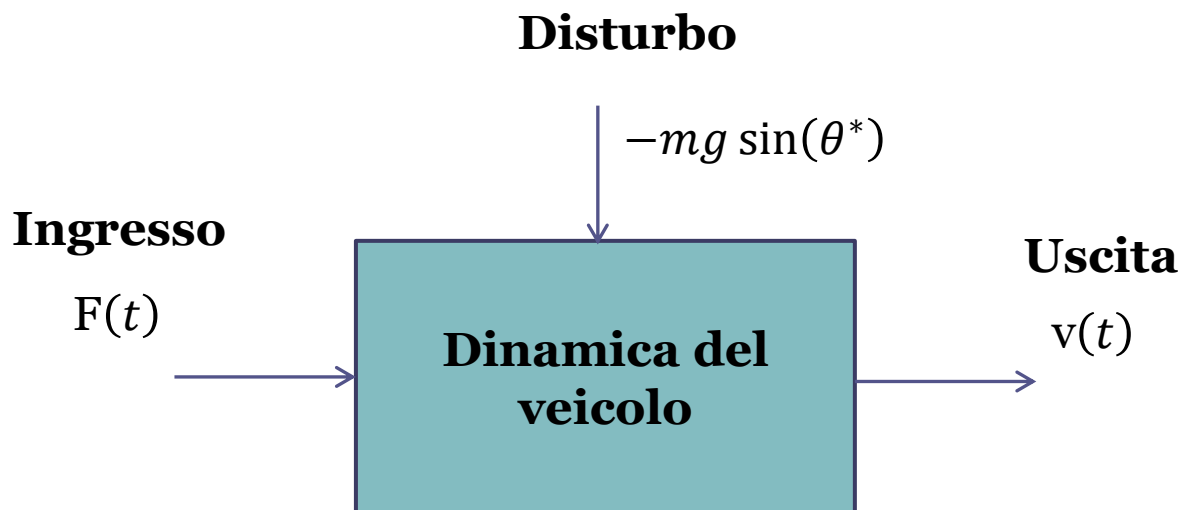 Disturbo
−mg sin(θ*)
Ingresso
F(t)
Uscita
v(t)
Dinamica del
veicolo